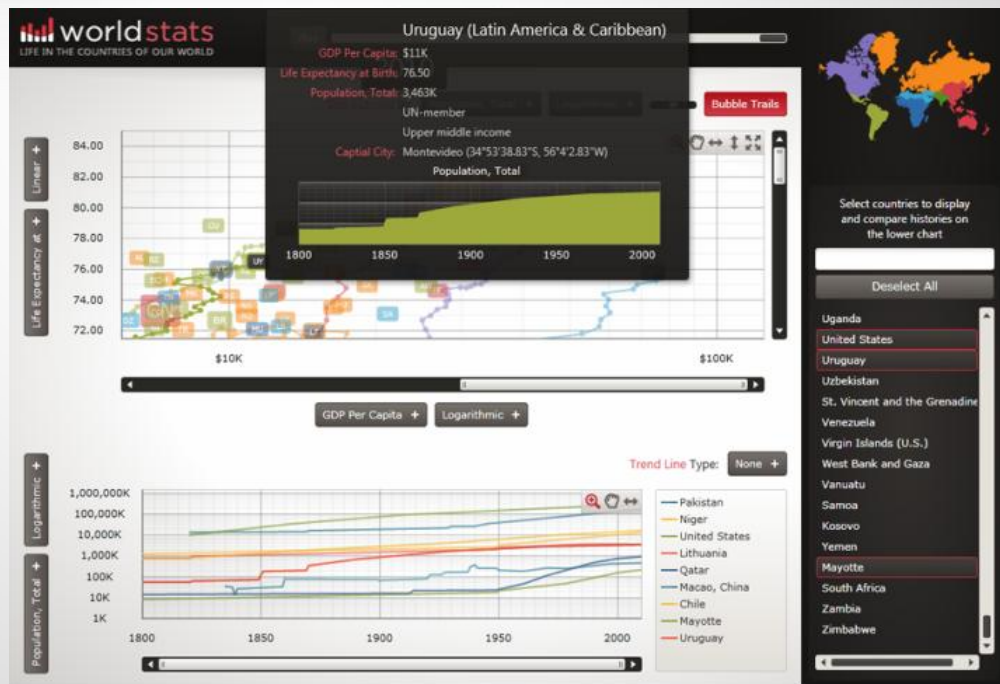 worldstats
LIFE IN THE COUNTRIES OF OUR WORLD
Uruguay (Latin America & Caribbean)
GDP Per Capita: $11K
Life Expectancy at Birth: 76.50
Population, Total: 3,463K
UN-member
Upper middle income
Captial City: Montevideo (34°53'38.83"S, 56°4'2.83"W)
Population, Total
1800 1850 1900 1950 2000
Bubble Trails
Linear +
Life Expectancy at +
84.00
82.00
80.00
78.00
76.00
74.00
72.00
UY
$10K $100K
GDP Per Capita +
Logarithmic +
Trend Line Type: None +
Logarithmic +
Population, Total +
1,000,000K
100,000K
10,000K
1,000K
100K
10K
1K
1800 1850 1900 1950 2000
Pakistan
Niger
United States
Lithuania
Qatar
Macao, China
Chile
Mayotte
Uruguay
Select countries to display
and compare histories on
the lower chart
Deselect All
Uganda
United States
Uruguay
Uzbekistan
St. Vincent and the Grenadine
Venezuela
Virgin Islands (U.S.)
West Bank and Gaza
Vanuatu
Samoa
Kosovo
Yemen
Mayotte
South Africa
Zambia
Zimbabwe